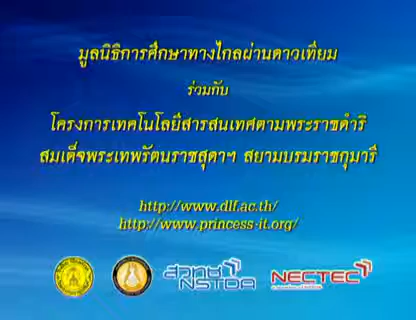 มูลนิธิการศึกษาทางไกลผ่านดาวเทียม
ร่วมกับ
โครงการเทคโนโลยีสารสนเทศตามพระราชดำริ
สมเด็จพระเทพรัตนราชสุดาฯ สยามบรมราชกุมารี
http://www.dlf.ac.th/
http://www.princess-it.org/
สวทช
NSTDA
NECTEC